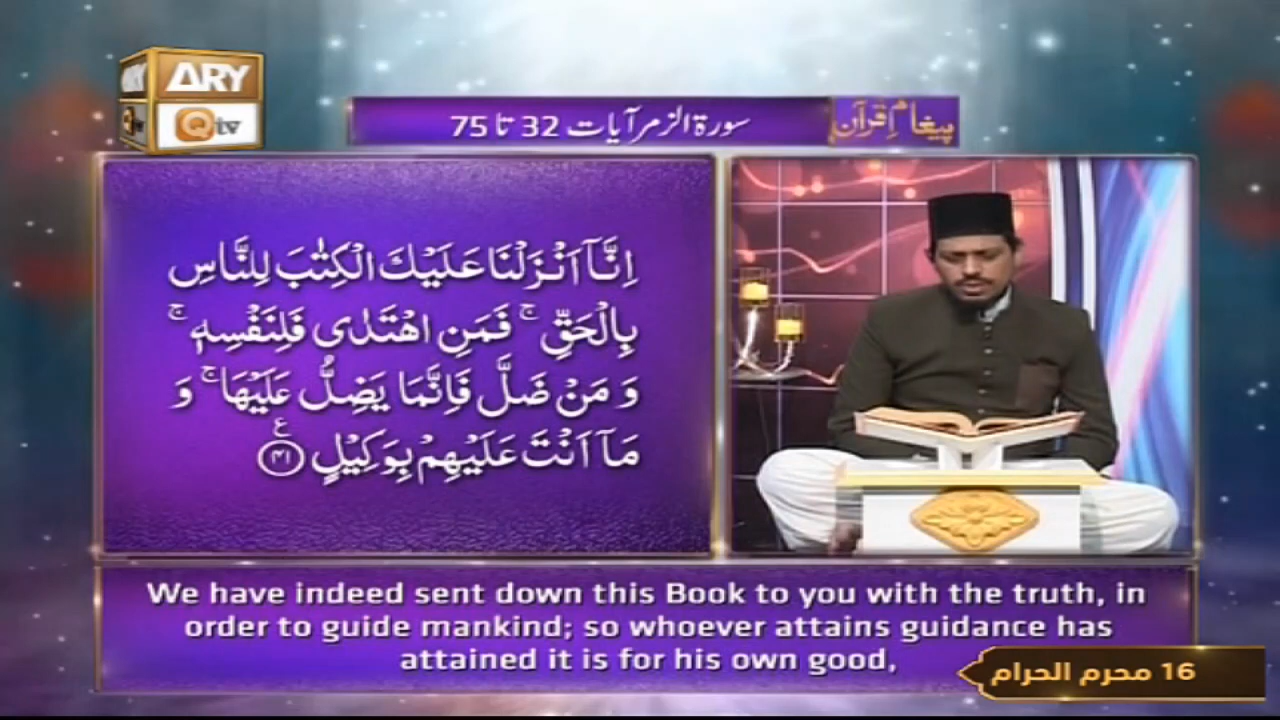 ARY
Qtv
سورۃ الزمر آیات 32 تا 75
پیغامِ قرآن
اِنَّاۤ اَنْزَلْنَا عَلَيْكَ الْكِتٰبَ لِلنَّاسِ
بِالْحَقِّ ۚ فَمَنِ اهْتَدٰى فَلِنَفْسِهٖ ۚ
وَ مَنْ ضَلَّ فَاِنَّمَا يَضِلُّ عَلَيْهَا ۚ وَ
مَاۤ اَنْتَ عَلَيْهِمْ بِوَكِيْلٍ ࣖ ﴿۴۱﴾
We have indeed sent down this Book to you with the truth, in
order to guide mankind; so whoever attains guidance has
attained it is for his own good,
16 محرم الحرام